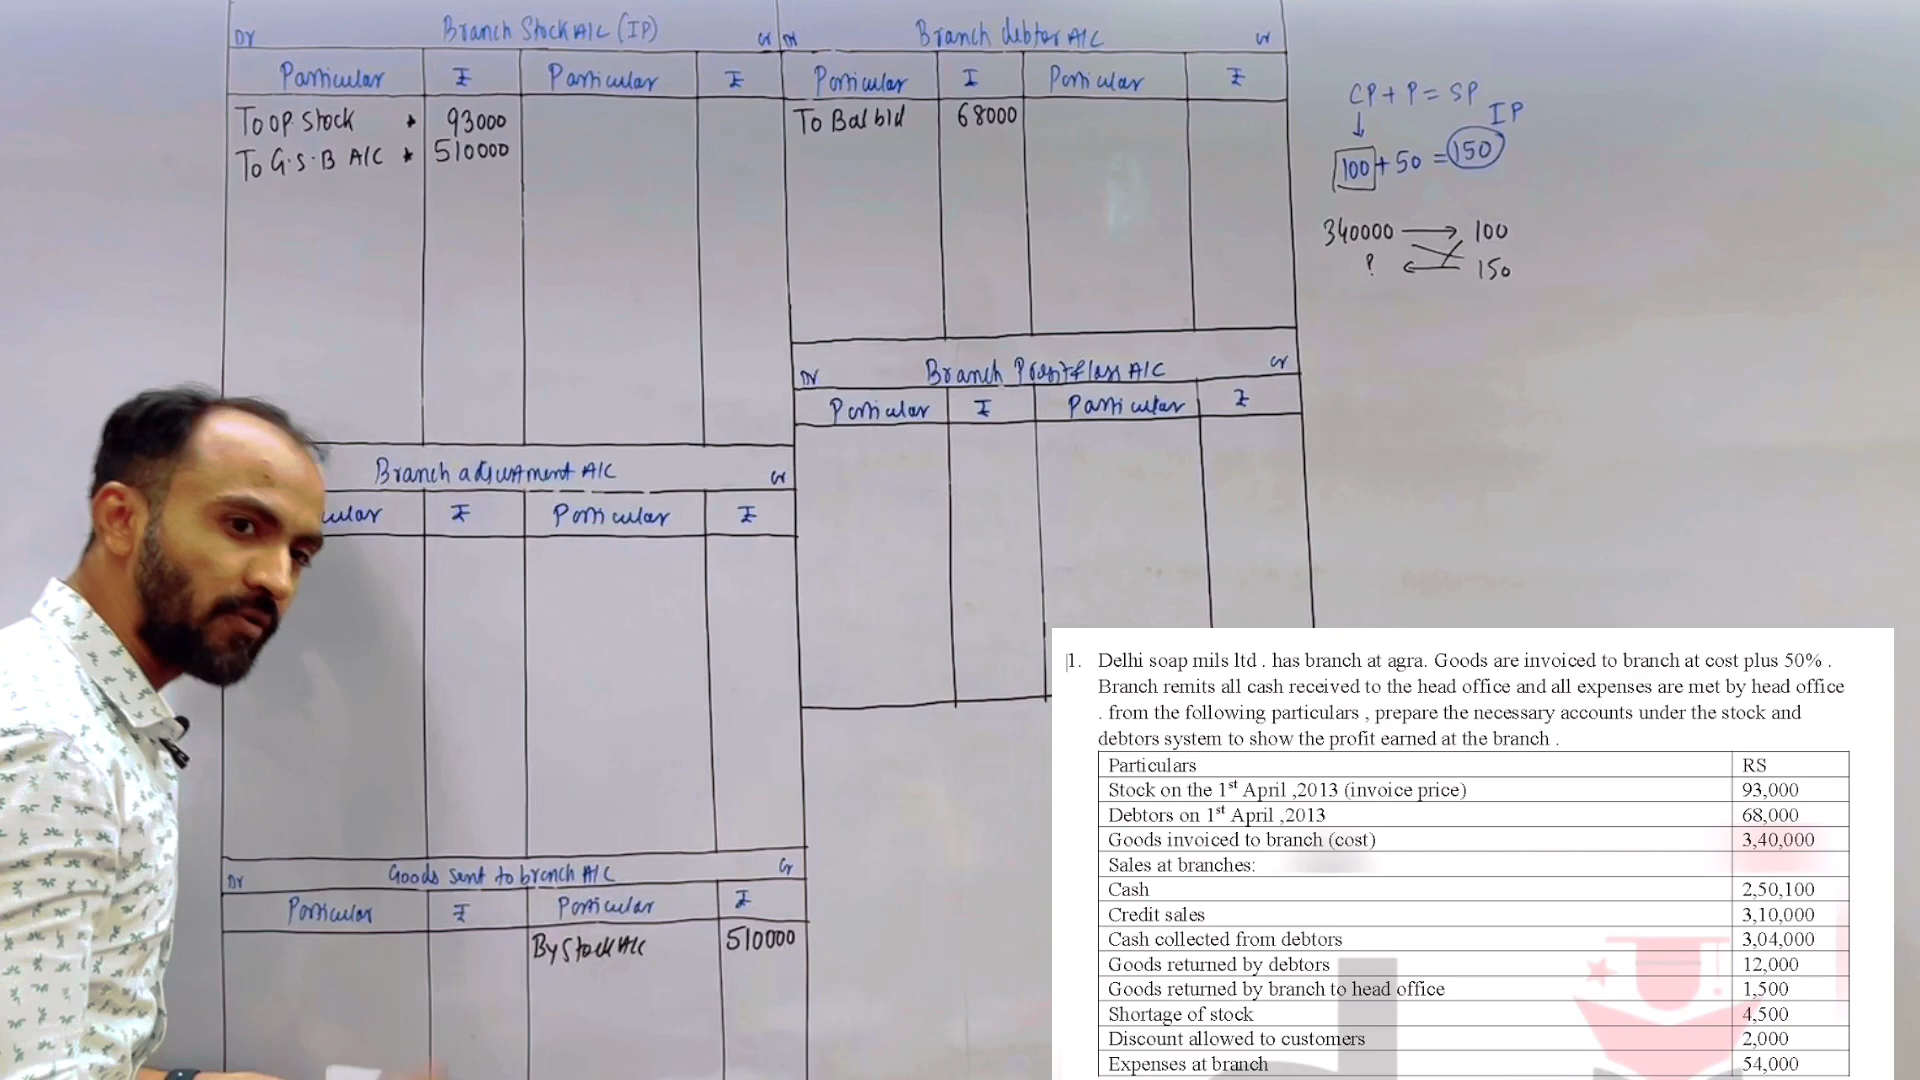 Dr Branch Stock A/C (IP) Cr
Particular ₹ Particular ₹
To op. Stock 93000
To G.S.B A/C 510000
Dr Branch debtor A/C Cr
Particular ₹ Particular ₹
To Bal b/d 68000
CP + P = SP
IP
100 + 50 = 150
340000 → 100
? ← 150
Dr Branch Profit & loss A/C Cr
Particular ₹ Particular ₹
Branch adjustment A/C Cr
cular ₹ Particular ₹
Dr Goods sent to branch A/C Cr
Particular ₹ Particular ₹
By Stock A/C 510000
1. Delhi soap mils ltd . has branch at agra. Goods are invoiced to branch at cost plus 50% .
Branch remits all cash received to the head office and all expenses are met by head office
. from the following particulars , prepare the necessary accounts under the stock and
debtors system to show the profit earned at the branch .
Particulars RS
Stock on the 1st April ,2013 (invoice price) 93,000
Debtors on 1st April ,2013 68,000
Goods invoiced to branch (cost) 3,40,000
Sales at branches:
Cash 2,50,100
Credit sales 3,10,000
Cash collected from debtors 3,04,000
Goods returned by debtors 12,000
Goods returned by branch to head office 1,500
Shortage of stock 4,500
Discount allowed to customers 2,000
Expenses at branch 54,000